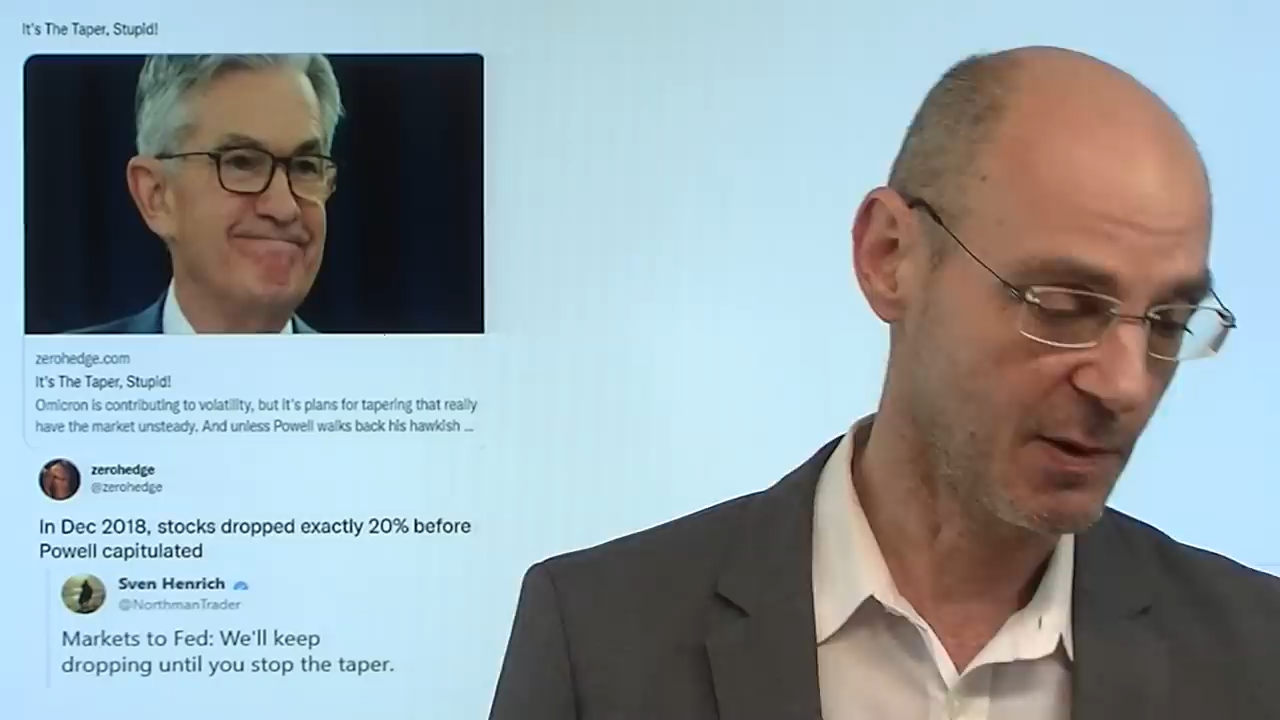 It's The Taper, Stupid!
zerohedge.com
It's The Taper, Stupid!
Omicron is contributing to volatility, but it's plans for tapering that really
have the market unsteady. And unless Powell walks back his hawkish ...
zerohedge
@zerohedge
In Dec 2018, stocks dropped exactly 20% before
Powell capitulated
Sven Henrich
@NorthmanTrader
Markets to Fed: We'll keep
dropping until you stop the taper.